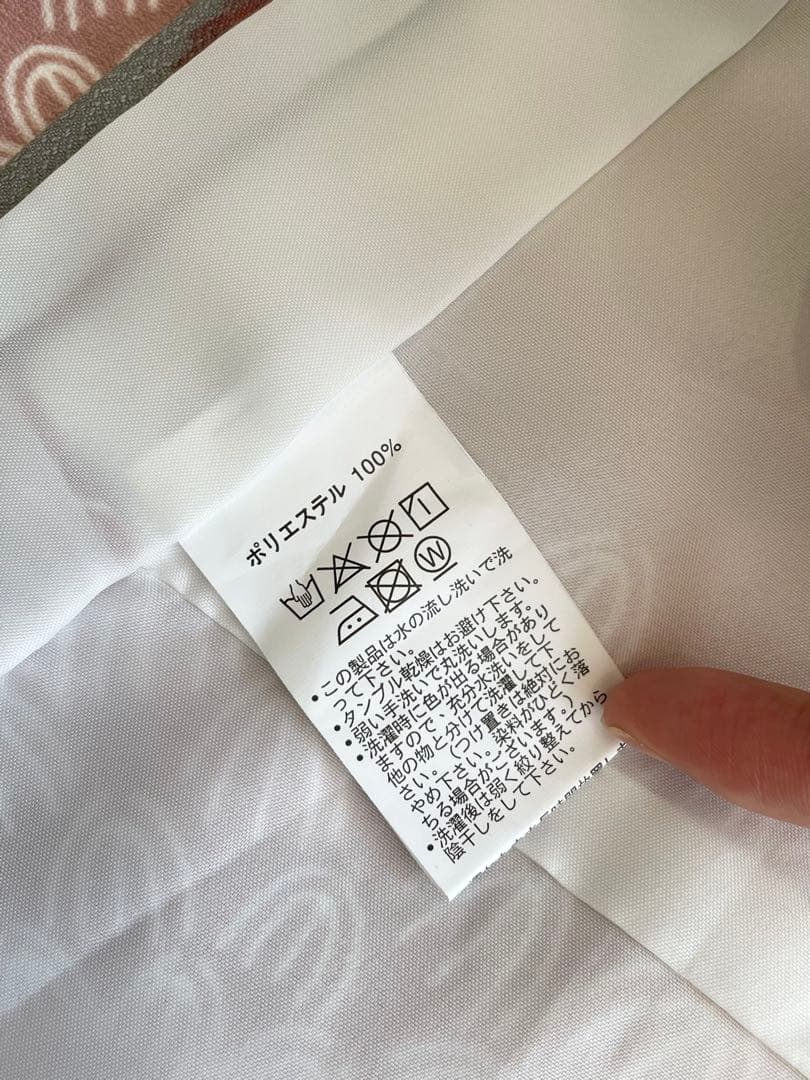 ポリエステル 100%
W
• この製品は水の流し洗いで洗
って下さい。
• タンブル乾燥はお避け下さい。
• 弱い手洗いで丸洗いします。
• 洗濯時に色が出る場合があり
ますので、充分水洗いをして
他の物と分けて洗濯して下
さい。(つけ置きは絶対にお
やめ下さい。染料がひどく落
ちる場合がございます。)
• 洗濯後は弱く絞り整えてから
陰干しをして下さい。